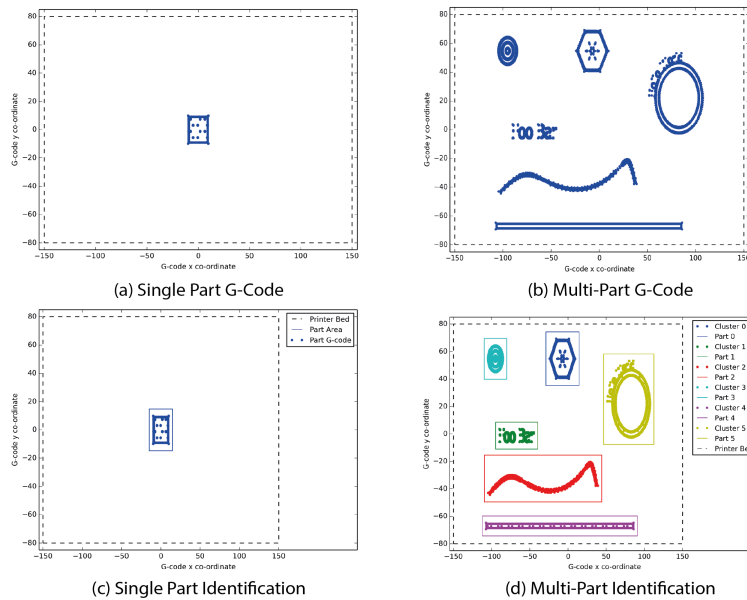 80
60
40
20
0
−20
−40
−60
−80
−150
−100
−50
0
50
100
150
G-code y co-ordinate
G-code x co-ordinate
(a) Single Part G-Code
80
60
40
20
0
−20
−40
−60
−80
−150
−100
−50
0
50
100
150
G-code y co-ordinate
G-code x co-ordinate
(b) Multi-Part G-Code
80
60
40
20
0
−20
−40
−60
−80
−150
−100
−50
0
50
100
150
G-code y co-ordinate
G-code x co-ordinate
Printer Bed
Part Area
Part G-code
(c) Single Part Identification
80
60
40
20
0
−20
−40
−60
−80
−150
−100
−50
0
50
100
150
G-code y co-ordinate
G-code x co-ordinate
Cluster 0
Part 0
Cluster 1
Part 1
Cluster 2
Part 2
Cluster 3
Part 3
Cluster 4
Part 4
Cluster 5
Part 5
Printer Be
(d) Multi-Part Identification